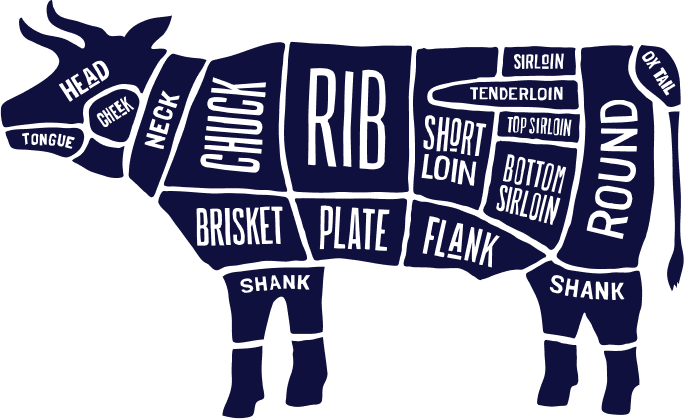 HEAD
CHEEK
TONGUE
NECK
CHUCK
RIB
SHORT
LOIN
SIRLOIN
TENDERLOIN
TOP SIRLOIN
BOTTOM
SIRLOIN
ROUND
OX TAIL
BRISKET
PLATE
FLANK
SHANK
SHANK